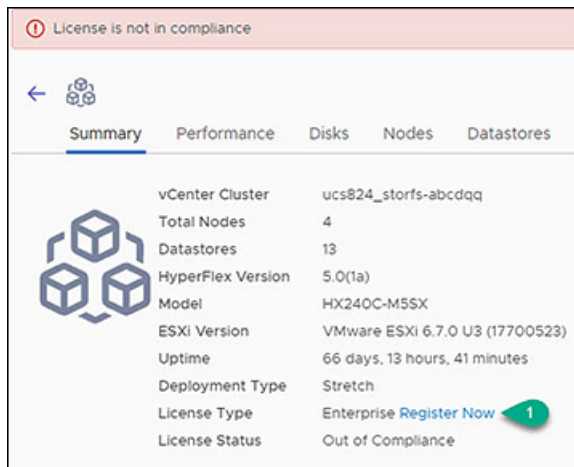 License is not in compliance
Summary Performance Disks Nodes Datastores
vCenter Cluster ucs824_storfs-abcdqq
Total Nodes 4
Datastores 13
HyperFlex Version 5.0(1a)
Model HX240C-M5SX
ESXi Version VMware ESXi 6.7.0 U3 (17700523)
Uptime 66 days, 13 hours, 41 minutes
Deployment Type Stretch
License Type Enterprise Register Now 1
License Status Out of Compliance